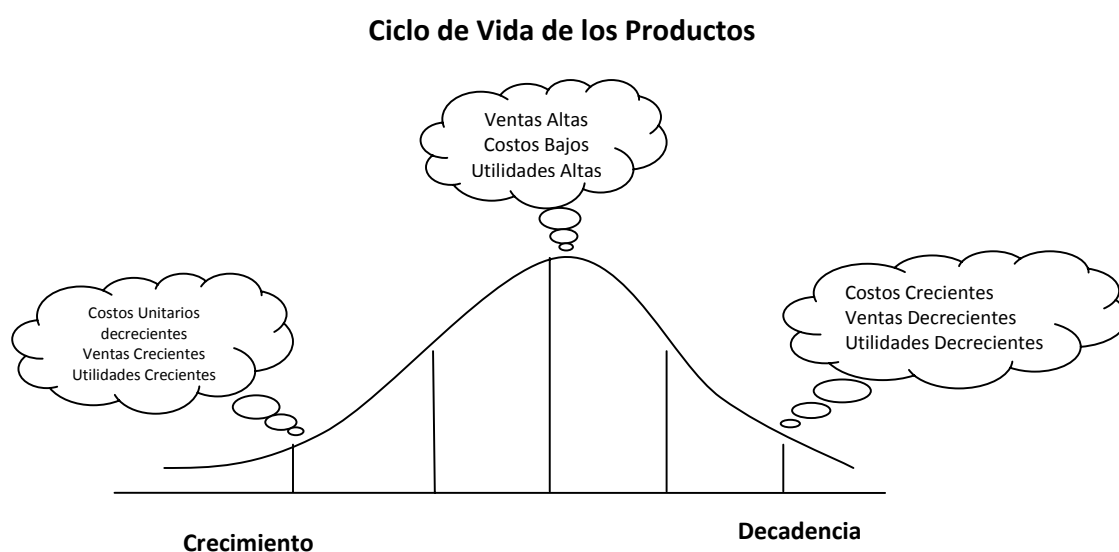 Ciclo de Vida de los Productos
Ventas Altas
Costos Bajos
Utilidades Altas
Costos Unitarios
decrecientes
Ventas Crecientes
Utilidades Crecientes
Costos Crecientes
Ventas Decrecientes
Utilidades Decrecientes
Crecimiento
Decadencia